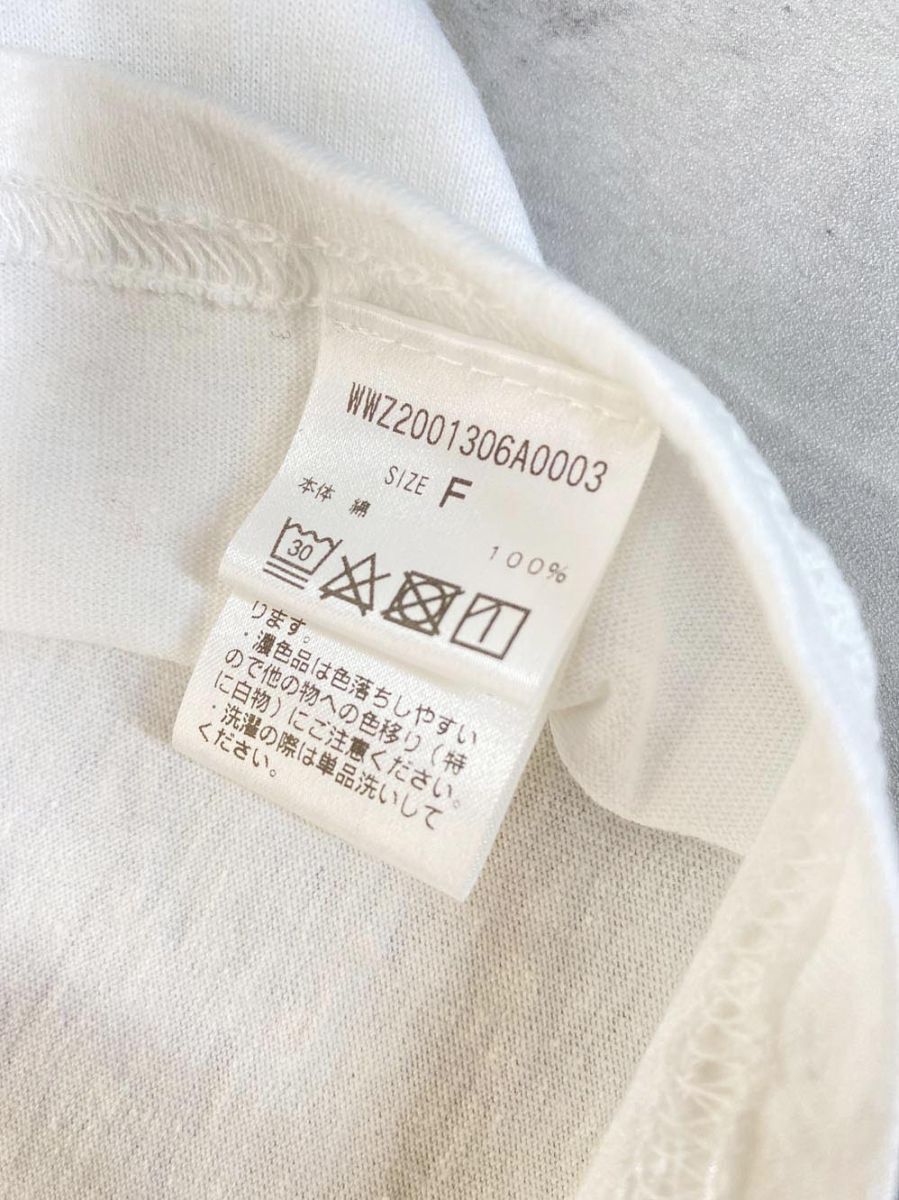 WWZ2001306A0003
SIZE F
本体 綿
100%
30
ります。
・濃色品は色落ちしやすい
ので他の物への色移り(特
に白物)にご注意ください。
・洗濯の際は単品洗いして
ください。